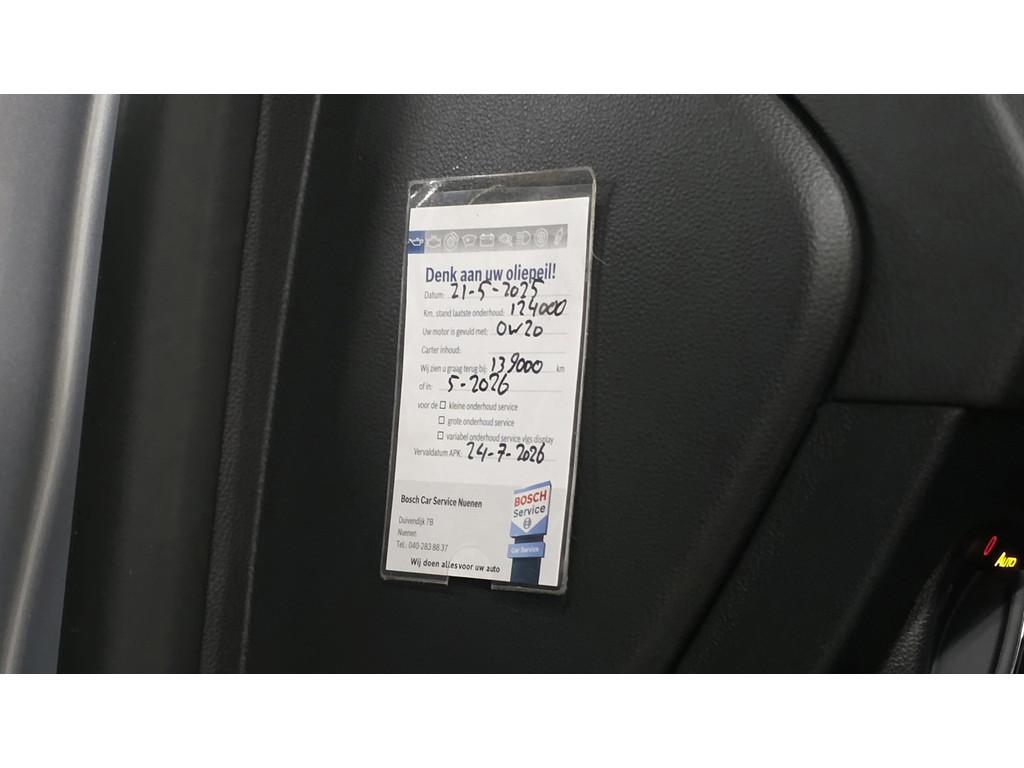 Denk aan uw oliepeil!
Datum: 21-5-2025
Km. stand laatste onderhoud: 124000
Uw motor is gevuld met: 0W20
Carter inhoud:
Wij zien u graag terug bij: 139000 km
of in: 5-2026
voor de ☐ kleine onderhoud service
☐ grote onderhoud service
☐ variabel onderhoud service vlgs display
Vervaldatum APK: 24-7-2026
Bosch Car Service Nuenen
Duivendijk 7B
Nuenen
Tel.: 040-283 88 37
Wij doen alles voor uw auto
BOSCH
Service
Car Service
0
AUTO